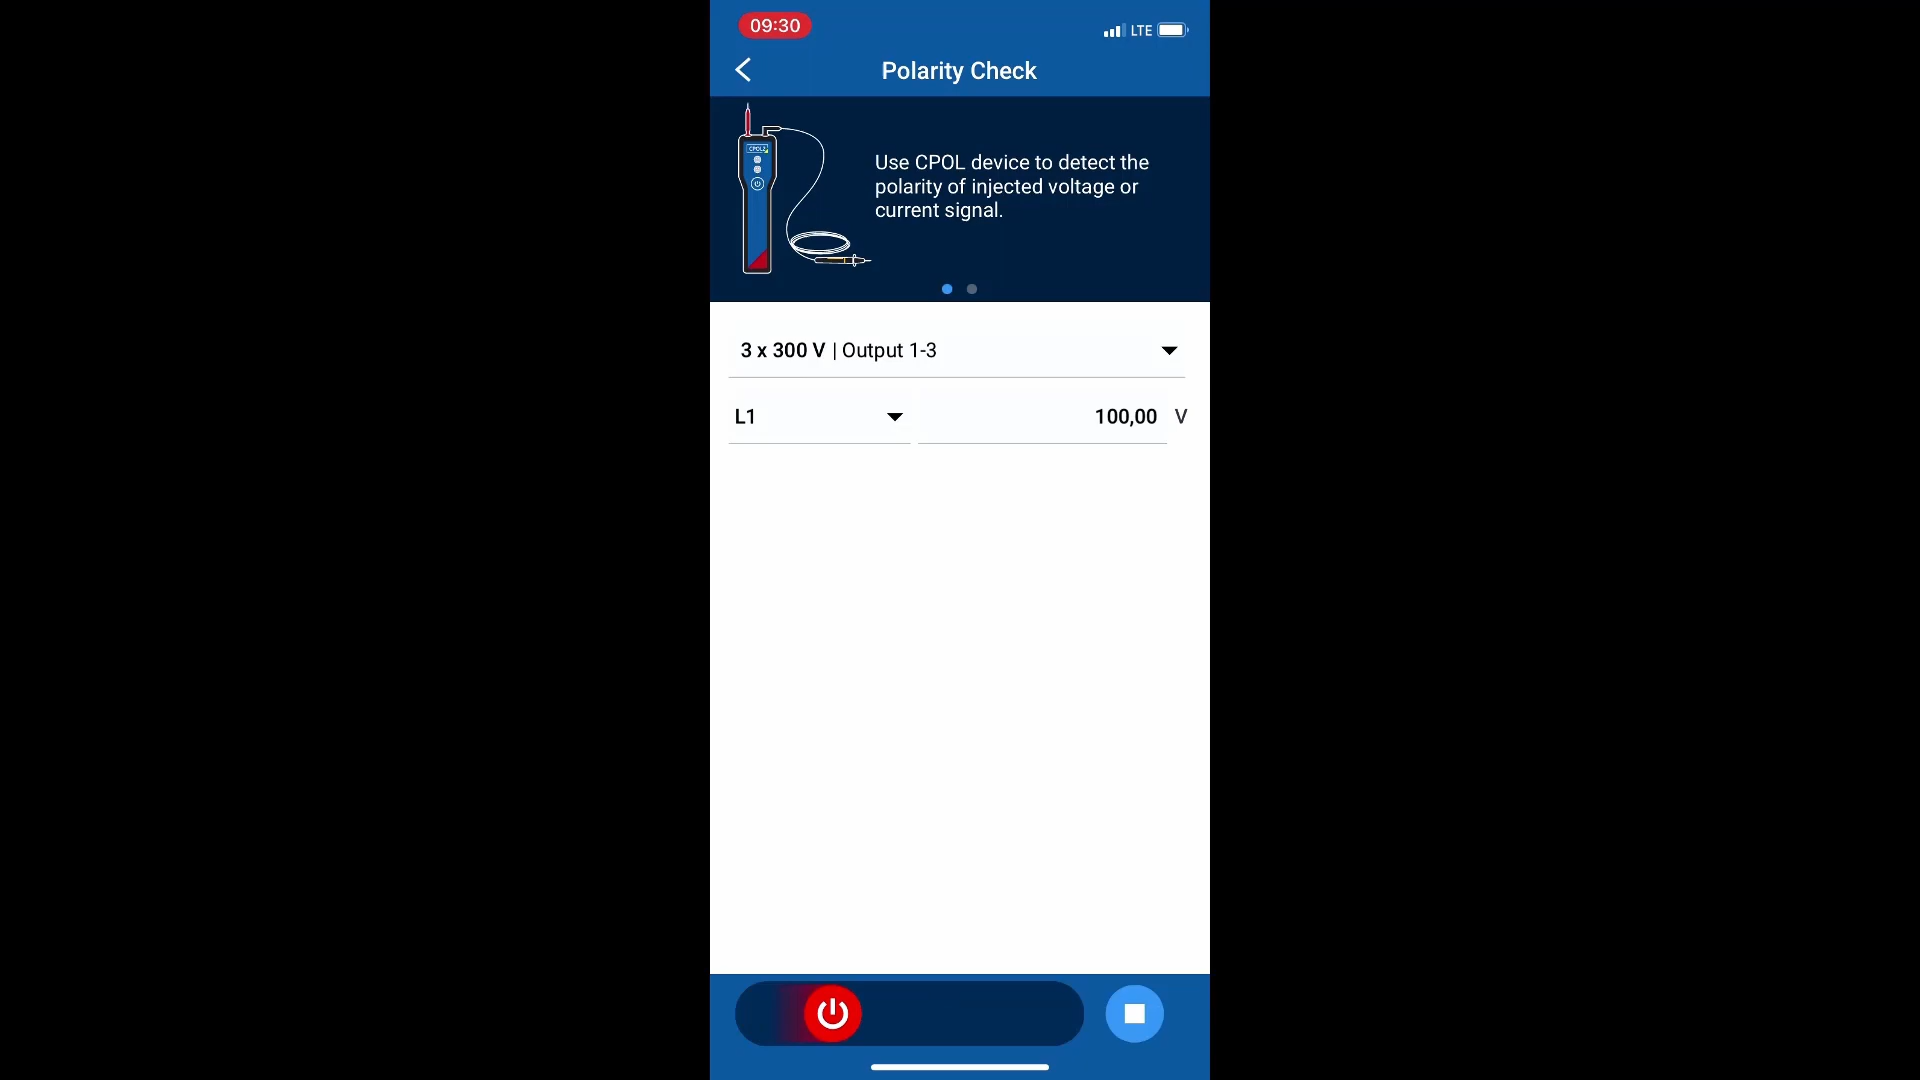 09:30
LTE
Polarity Check
CPOL2
Use CPOL device to detect the
polarity of injected voltage or
current signal.
3 x 300 V | Output 1-3
L1 100,00 V